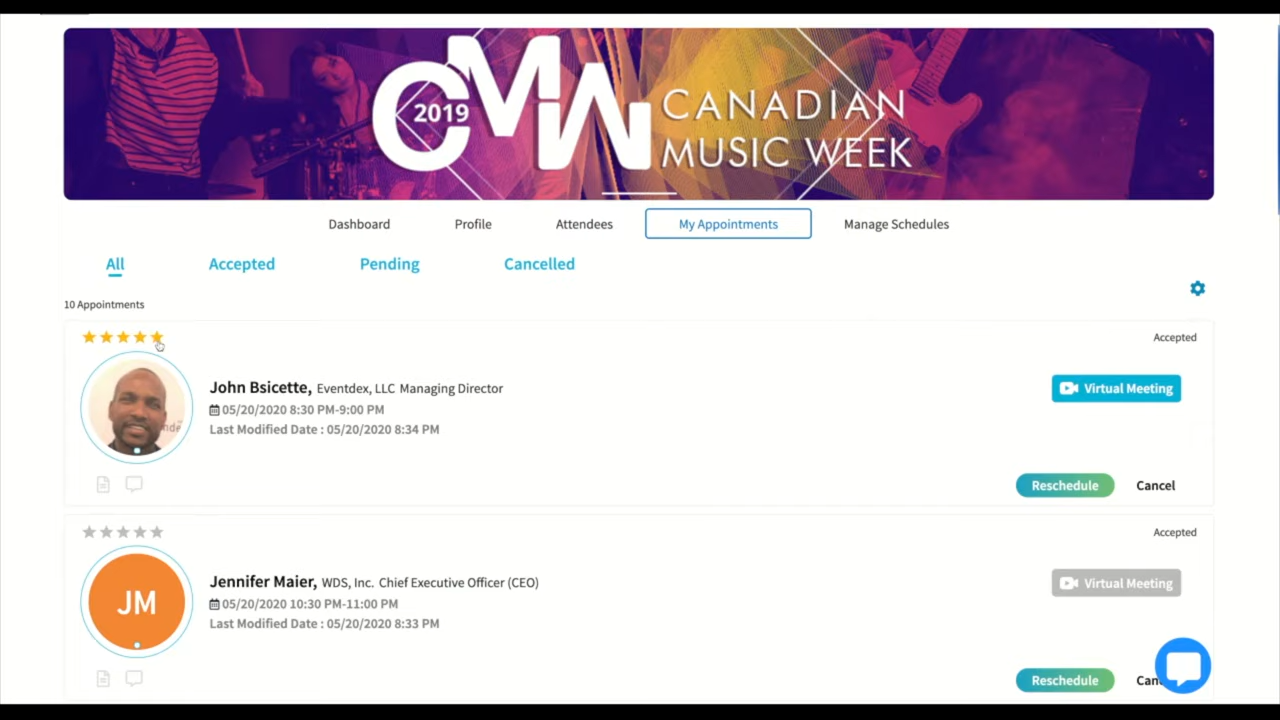 2019
CMW
CANADIAN
MUSIC WEEK
Dashboard
Profile
Attendees
My Appointments
Manage Schedules
All
Accepted
Pending
Cancelled
10 Appointments
Accepted
John Bsicette, Eventdex, LLC Managing Director
05/20/2020 8:30 PM-9:00 PM
Last Modified Date : 05/20/2020 8:34 PM
Virtual Meeting
Reschedule
Cancel
Accepted
JM
Jennifer Maier, WDS, Inc. Chief Executive Officer (CEO)
05/20/2020 10:30 PM-11:00 PM
Last Modified Date : 05/20/2020 8:33 PM
Virtual Meeting
Reschedule